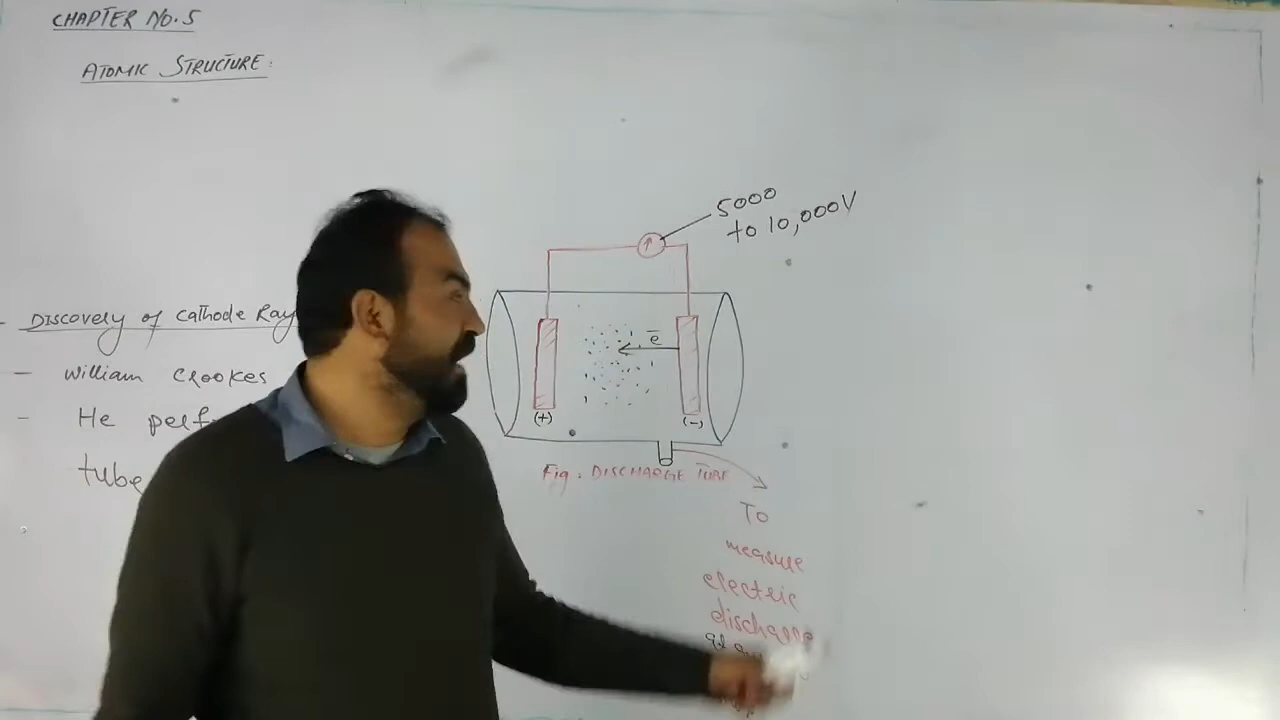 CHAPTER NO.5
ATOMIC STRUCTURE:
5000
to 10,000V
- DISCOVERY of Cathode Ray
- William Crookes
- He perf
tube
e
(+)
(-)
Fig. DISCHARGE TUBE
To
measure
electric
discharge